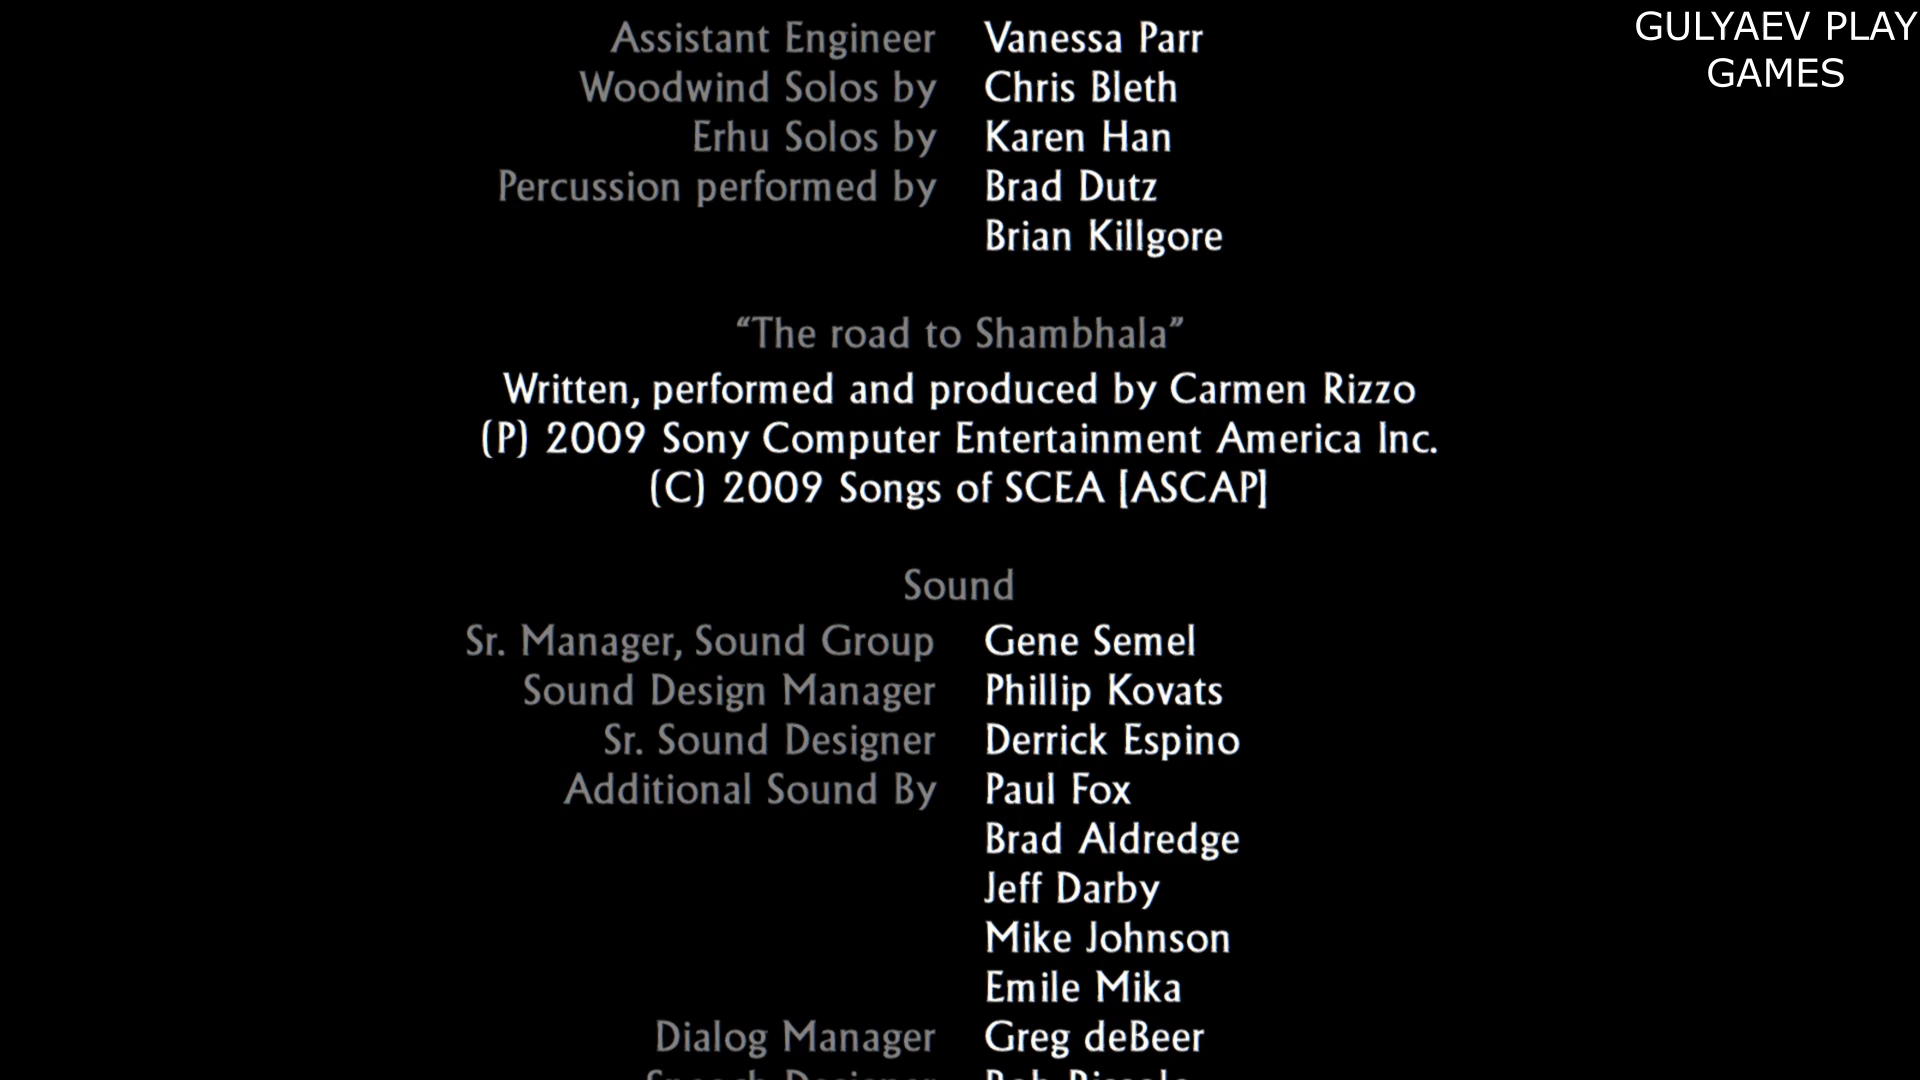 Assistant Engineer Vanessa Parr
GULYAEV PLAY
GAMES
Woodwind Solos by Chris Bleth
Erhu Solos by Karen Han
Percussion performed by Brad Dutz
Brian Killgore
“The road to Shambhala”
Written, performed and produced by Carmen Rizzo
(P) 2009 Sony Computer Entertainment America Inc.
(C) 2009 Songs of SCEA [ASCAP]
Sound
Sr. Manager, Sound Group Gene Semel
Sound Design Manager Phillip Kovats
Sr. Sound Designer Derrick Espino
Additional Sound By Paul Fox
Brad Aldredge
Jeff Darby
Mike Johnson
Emile Mika
Dialog Manager Greg deBeer